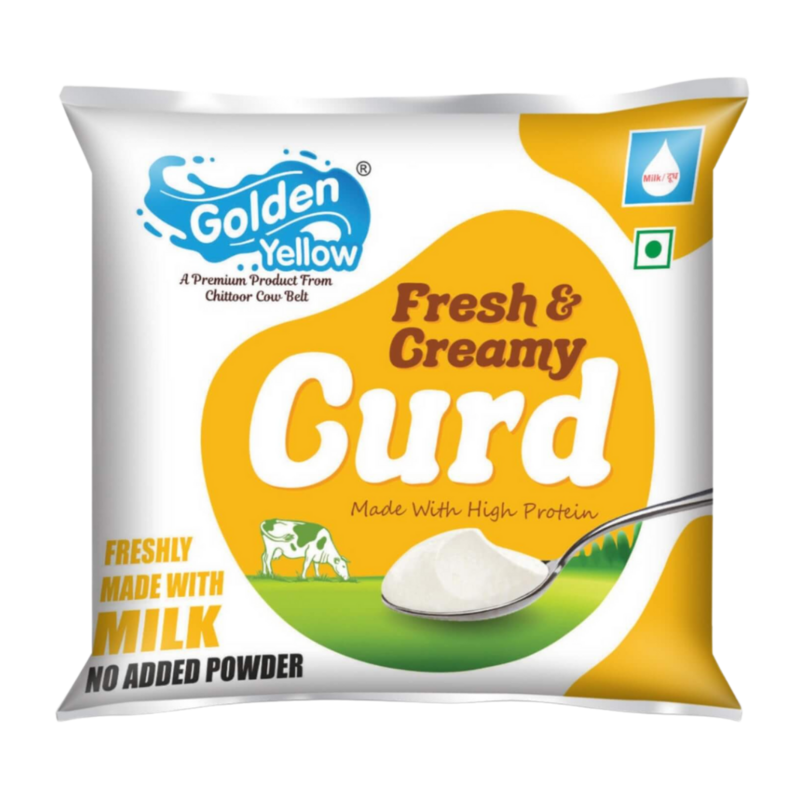 Golden
Yellow
®
A Premium Product From
Chittoor Cow Belt
Milk/दूध
Fresh &
Creamy
Curd
Made With High Protein
FRESHLY
MADE WITH
MILK
NO ADDED POWDER